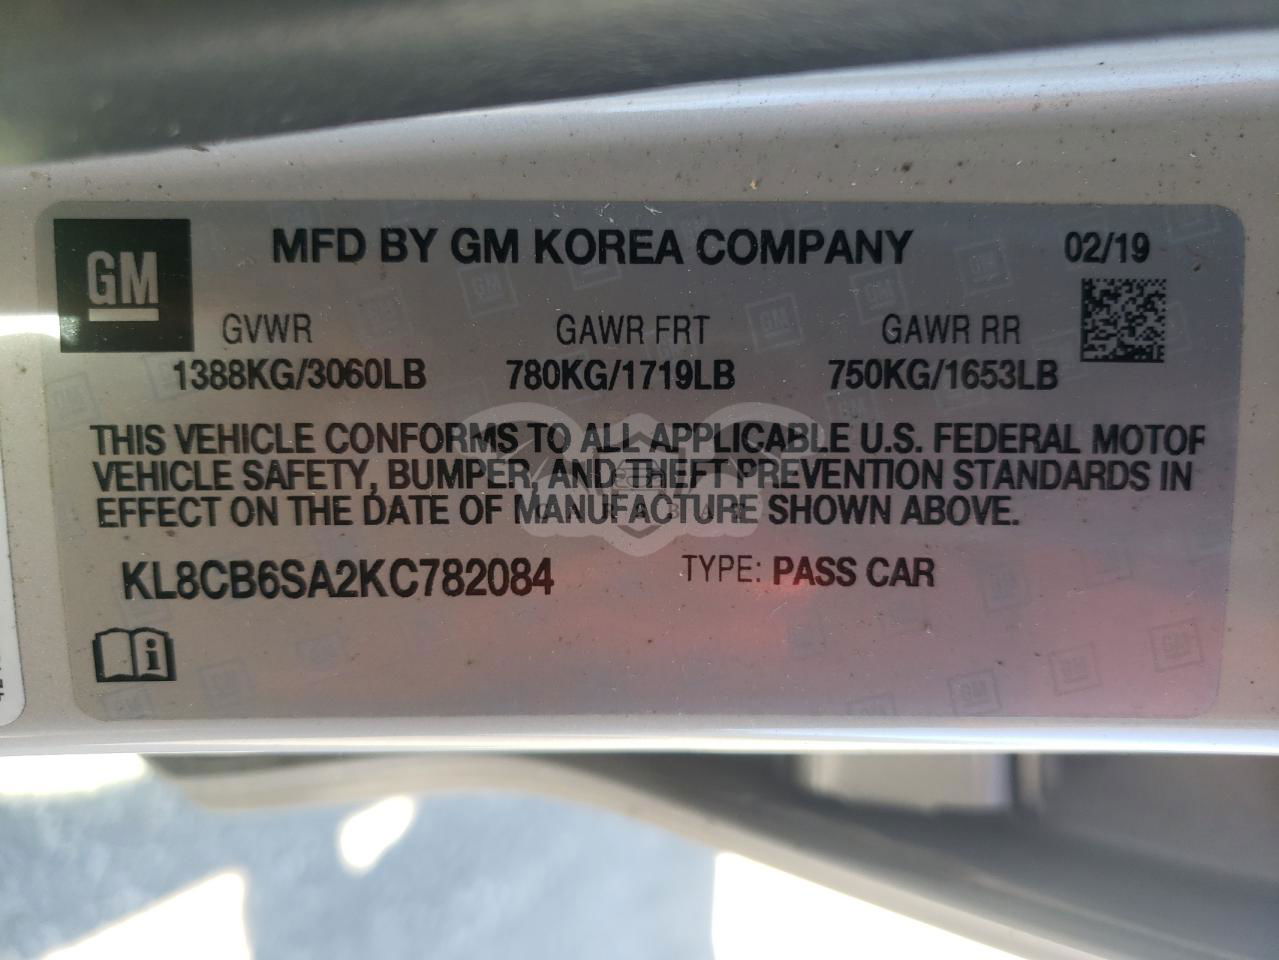 GM
MFD BY GM KOREA COMPANY 02/19
GVWR GAWR FRT GAWR RR
1388KG/3060LB 780KG/1719LB 750KG/1653LB
THIS VEHICLE CONFORMS TO ALL APPLICABLE U.S. FEDERAL MOTOR
VEHICLE SAFETY, BUMPER, AND THEFT PREVENTION STANDARDS IN
EFFECT ON THE DATE OF MANUFACTURE SHOWN ABOVE.
KL8CB6SA2KC782084 TYPE: PASS CAR